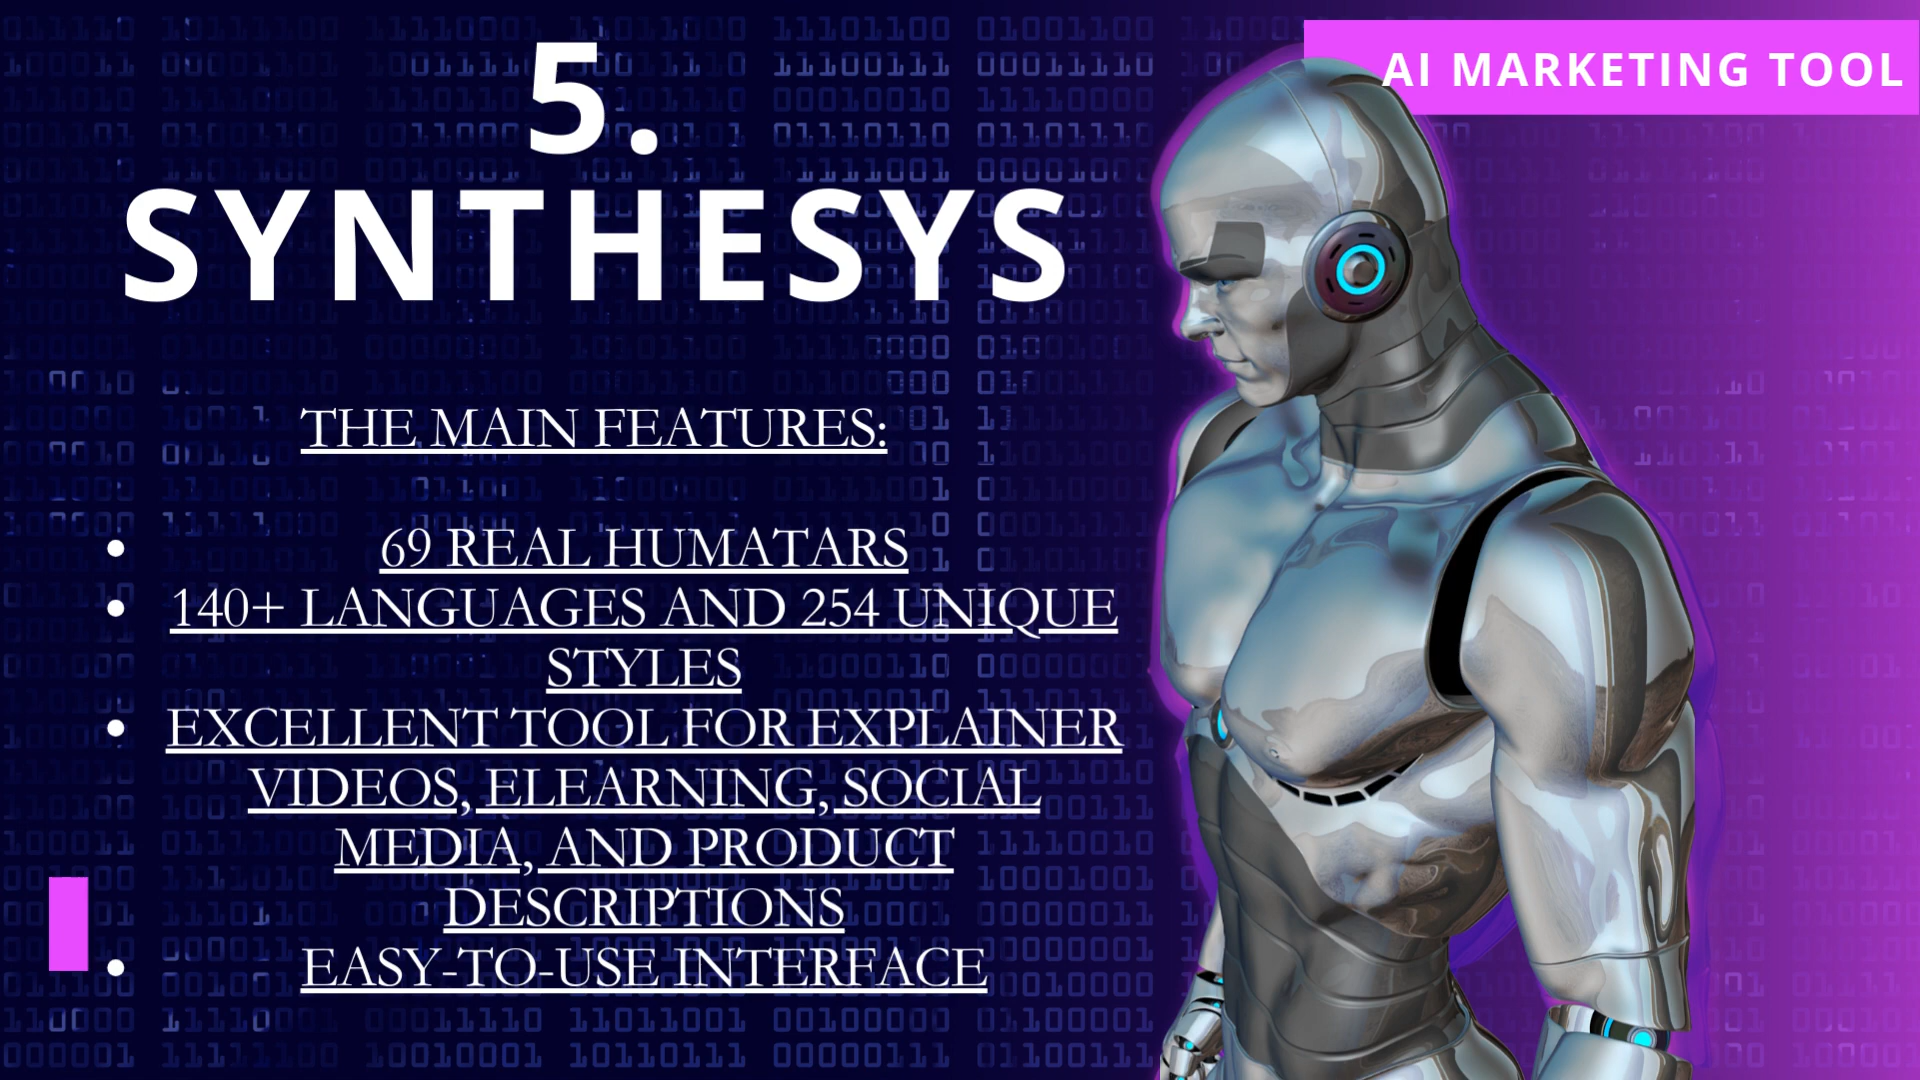 AI MARKETING TOOL
5.
SYNTHESYS
THE MAIN FEATURES:
• 69 REAL HUMATARS
• 140+ LANGUAGES AND 254 UNIQUE
STYLES
• EXCELLENT TOOL FOR EXPLAINER
VIDEOS, ELEARNING, SOCIAL
MEDIA, AND PRODUCT
DESCRIPTIONS
• EASY-TO-USE INTERFACE